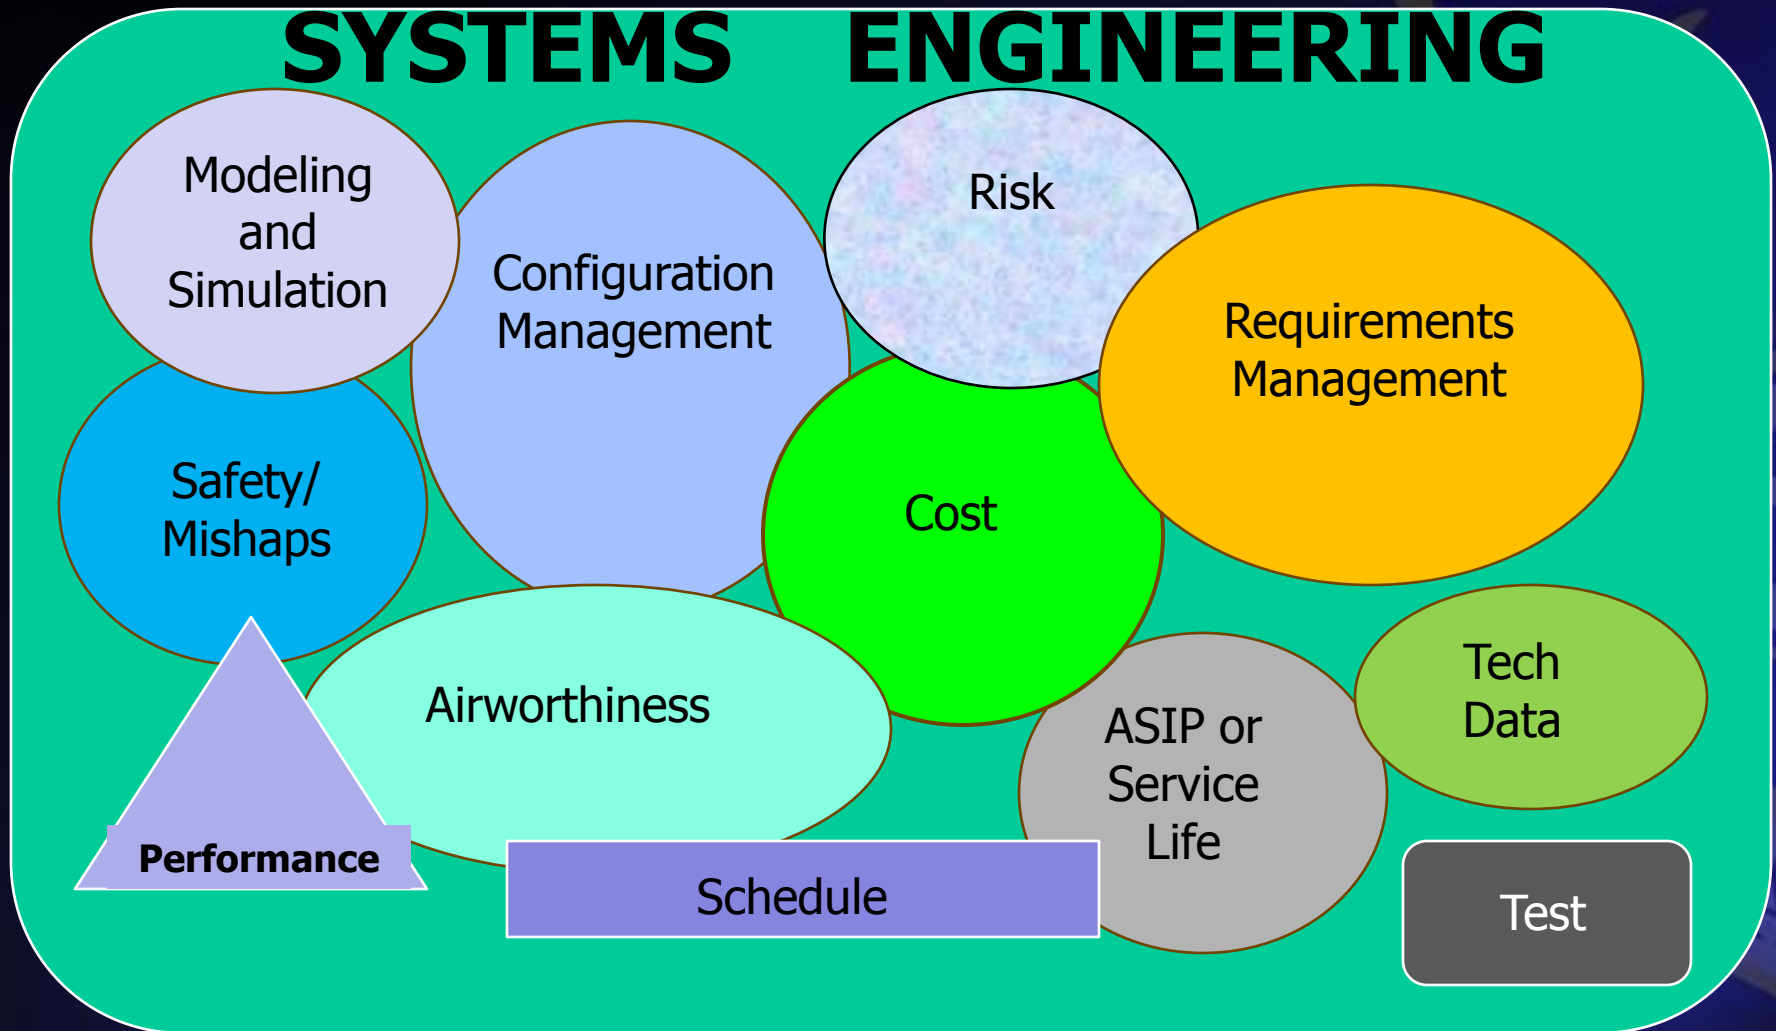 SYSTEMS ENGINEERING
Modeling
and
Simulation
Configuration
Management
Risk
Requirements
Management
Safety/
Mishaps
Cost
Airworthiness
Tech
Data
ASIP or
Service
Life
Performance
Schedule
Test